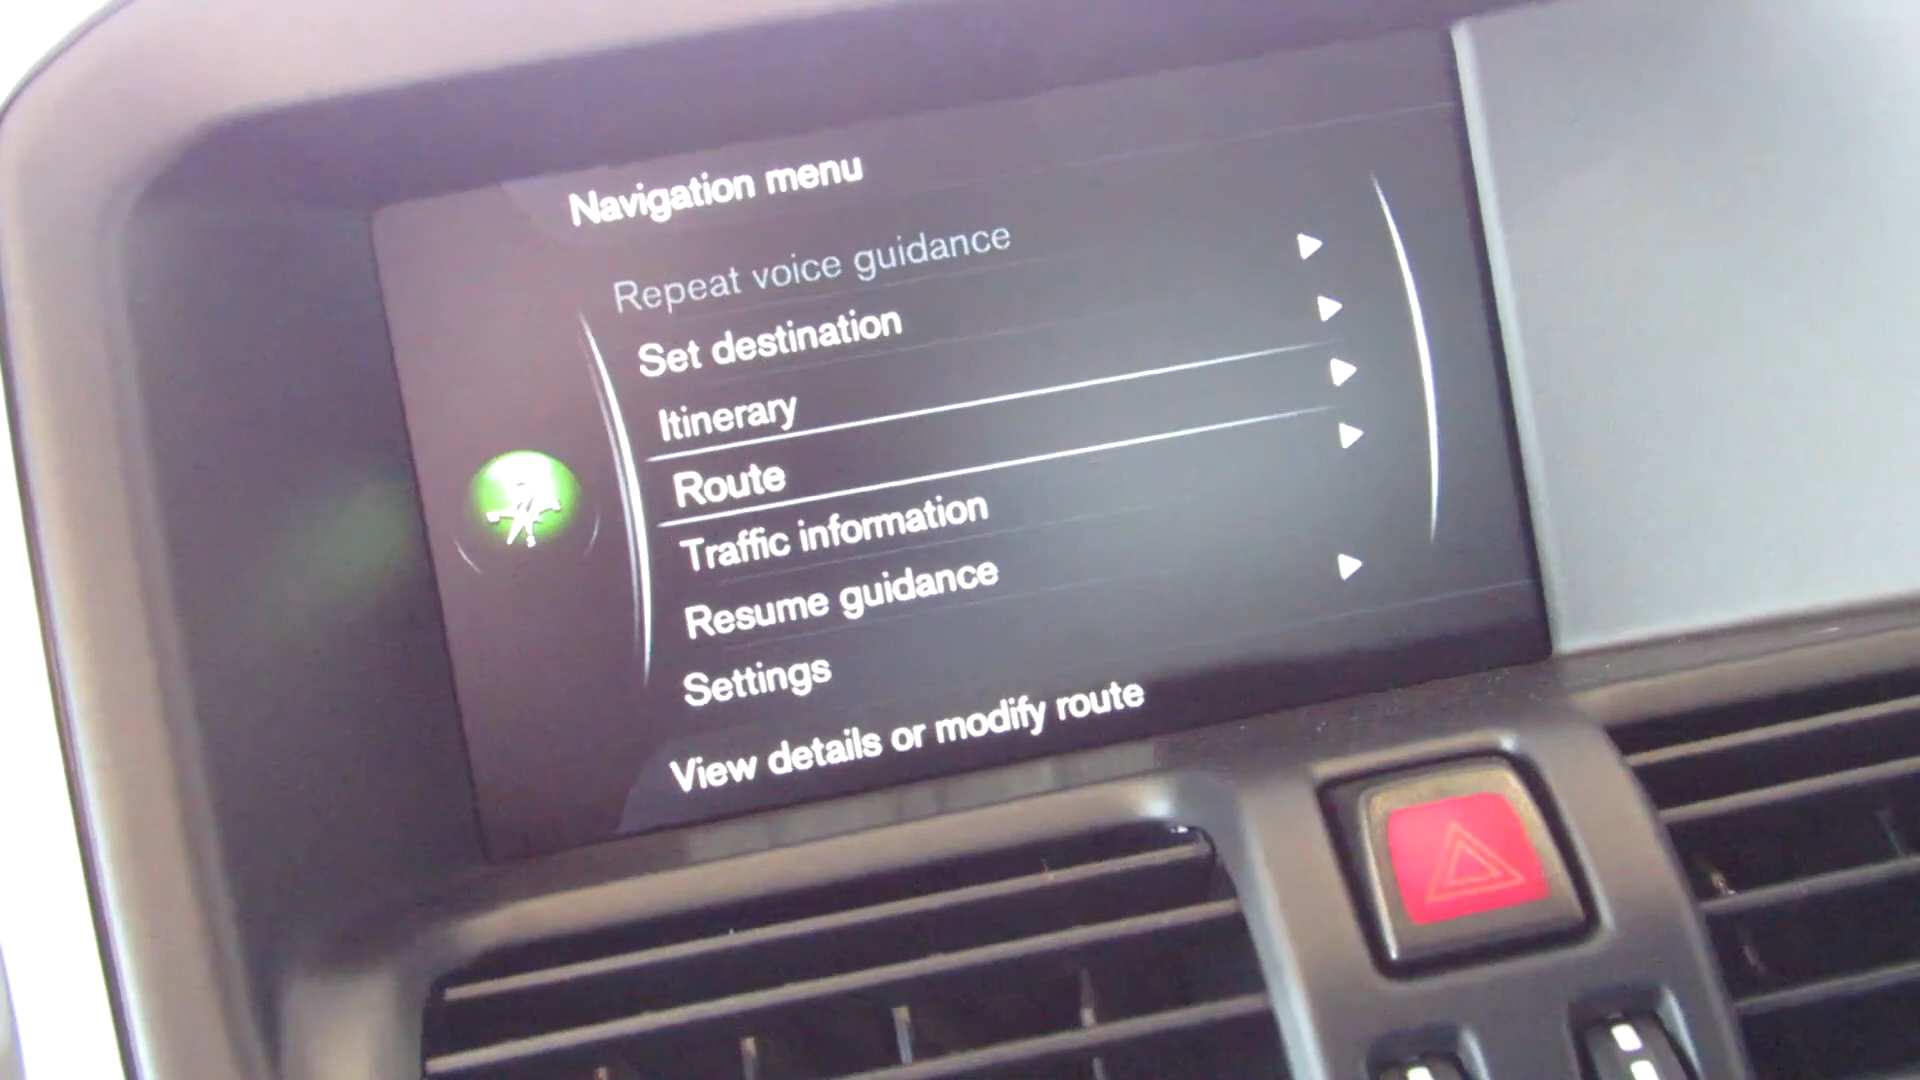 Navigation menu
Repeat voice guidance
Set destination
Itinerary
Route
Traffic information
Resume guidance
Settings
View details or modify route